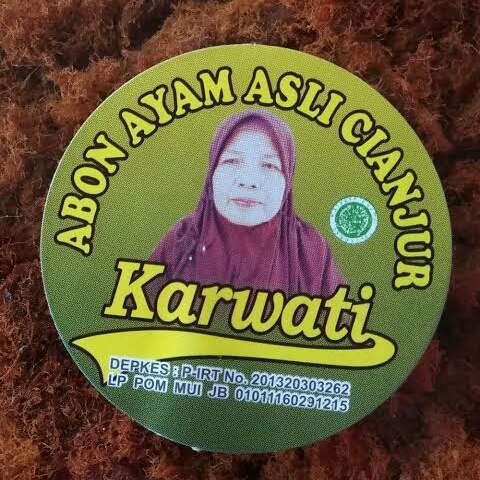 ABON AYAM ASLI CIANJUR
Karwati
DEPKES : P-IRT No. 201320303262
LP POM MUI JB 01011160291215